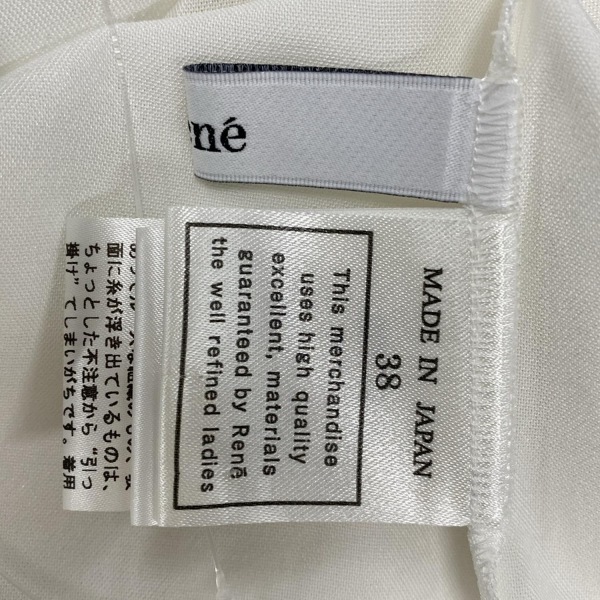 né
MADE IN JAPAN
38
This merchandise
uses high quality
excellent, materials
guaranteed by René
the well refined ladies
面に糸が浮き出ているものは、
ちょっとした不注意から“引っ
掛け”てしまいがちです。着用